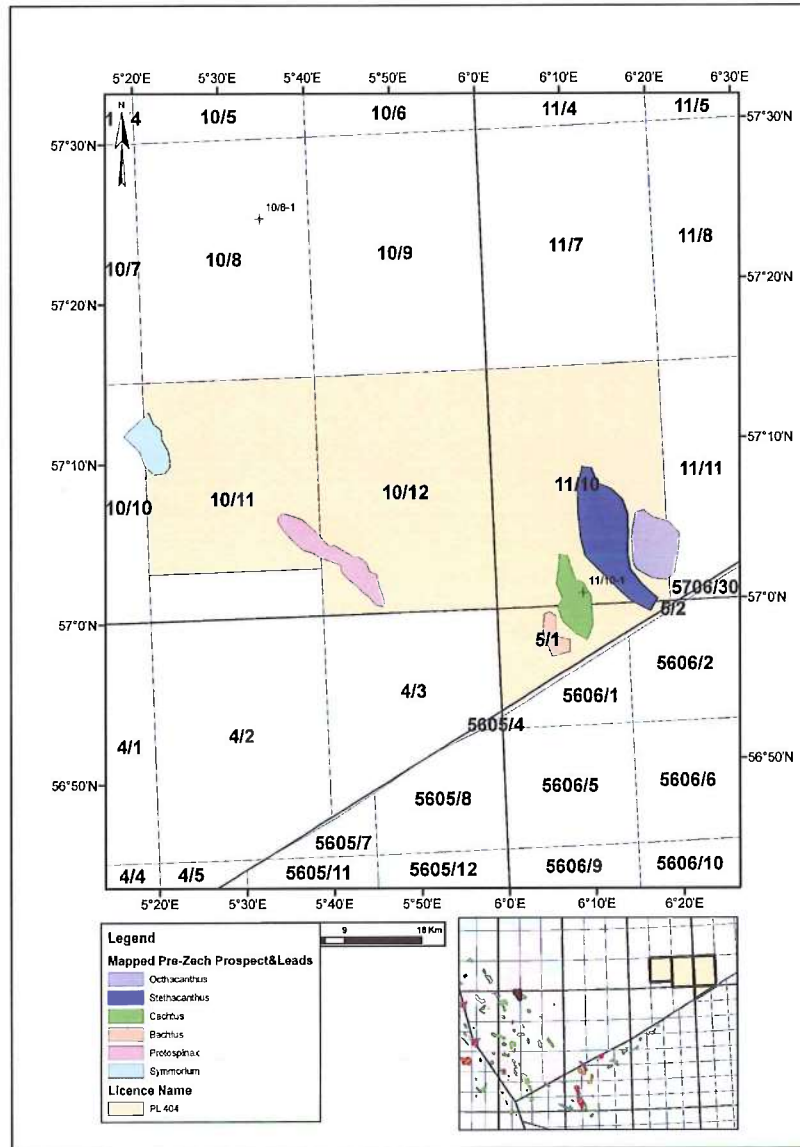 5°20'E 5°30'E 5°40'E 5°50'E 6°0'E 6°10'E 6°20'E 6°30'E
N
4 10/5 10/6 11/4 11/5
57°30'N 57°30'N
10/8-1
10/7 10/8 10/9 11/7 11/8
57°20'N 57°20'N
57°10'N 57°10'N
10/10 10/11 10/12 11/10 11/11
11/10-1 5706/30
57°0'N 57°0'N
5/1 5/2
5606/2
4/3 5606/1
4/1 4/2 5605/4
56°50'N 56°50'N
5605/8 5606/5 5606/6
5605/7
4/4 4/5 5605/11 5605/12 5606/9 5606/10
5°20'E 5°30'E 5°40'E 5°50'E 6°0'E 6°10'E 6°20'E
9 18 Km
Legend
Mapped Pre-Zech Prospect&Leads
Stethacanthus
Protospinax
Symmorium
Licence Name
PL 404